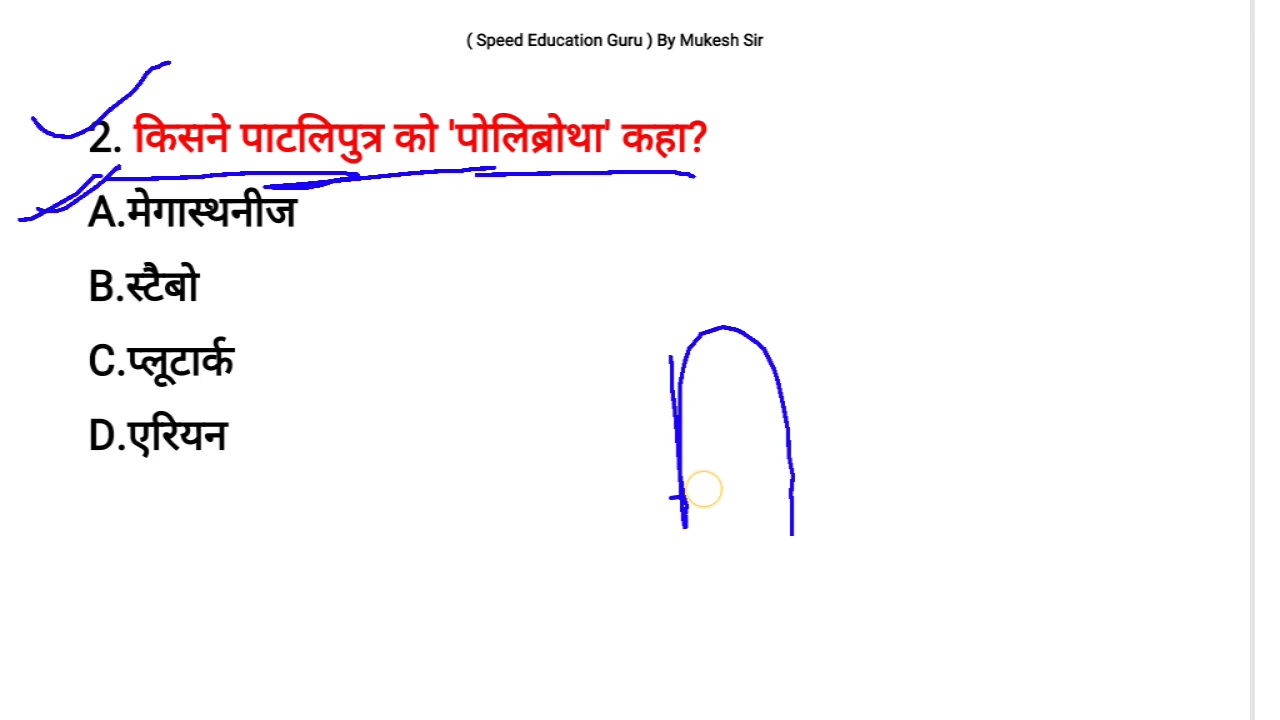 ( Speed Education Guru ) By Mukesh Sir
2. किसने पाटलिपुत्र को 'पोलिब्रोथा' कहा?
A.मेगास्थनीज
B.स्टैबो
C.प्लूटार्क
D.एरियन